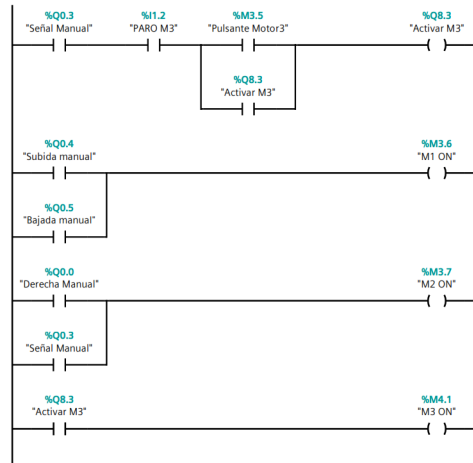 %Q0.3 %I1.2 %M3.5 %Q8.3
"Señal Manual" "PARO M3" "Pulsante Motor3" "Activar M3"
%Q8.3
"Activar M3"
%Q0.4 %M3.6
"Subida manual" "M1 ON"
%Q0.5
"Bajada manual"
%Q0.0 %M3.7
"Derecha Manual" "M2 ON"
%Q0.3
"Señal Manual"
%Q8.3 %M4.1
"Activar M3" "M3 ON"